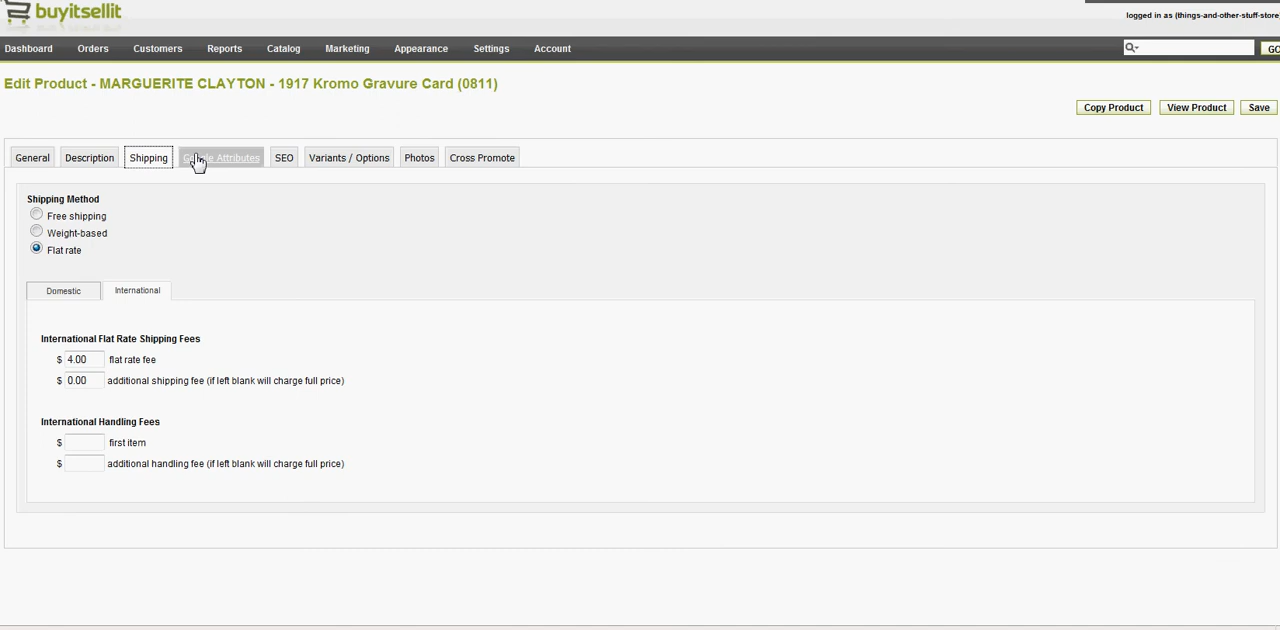 buyitsellit
logged in as (things-and-other-stuff-store
Dashboard Orders Customers Reports Catalog Marketing Appearance Settings Account
GO
Edit Product - MARGUERITE CLAYTON - 1917 Kromo Gravure Card (0811)
Copy Product View Product Save
General Description Shipping Attributes SEO Variants / Options Photos Cross Promote
Shipping Method
Free shipping
Weight-based
Flat rate
Domestic International
International Flat Rate Shipping Fees
$ 4.00 flat rate fee
$ 0.00 additional shipping fee (if left blank will charge full price)
International Handling Fees
$ first item
$ additional handling fee (if left blank will charge full price)